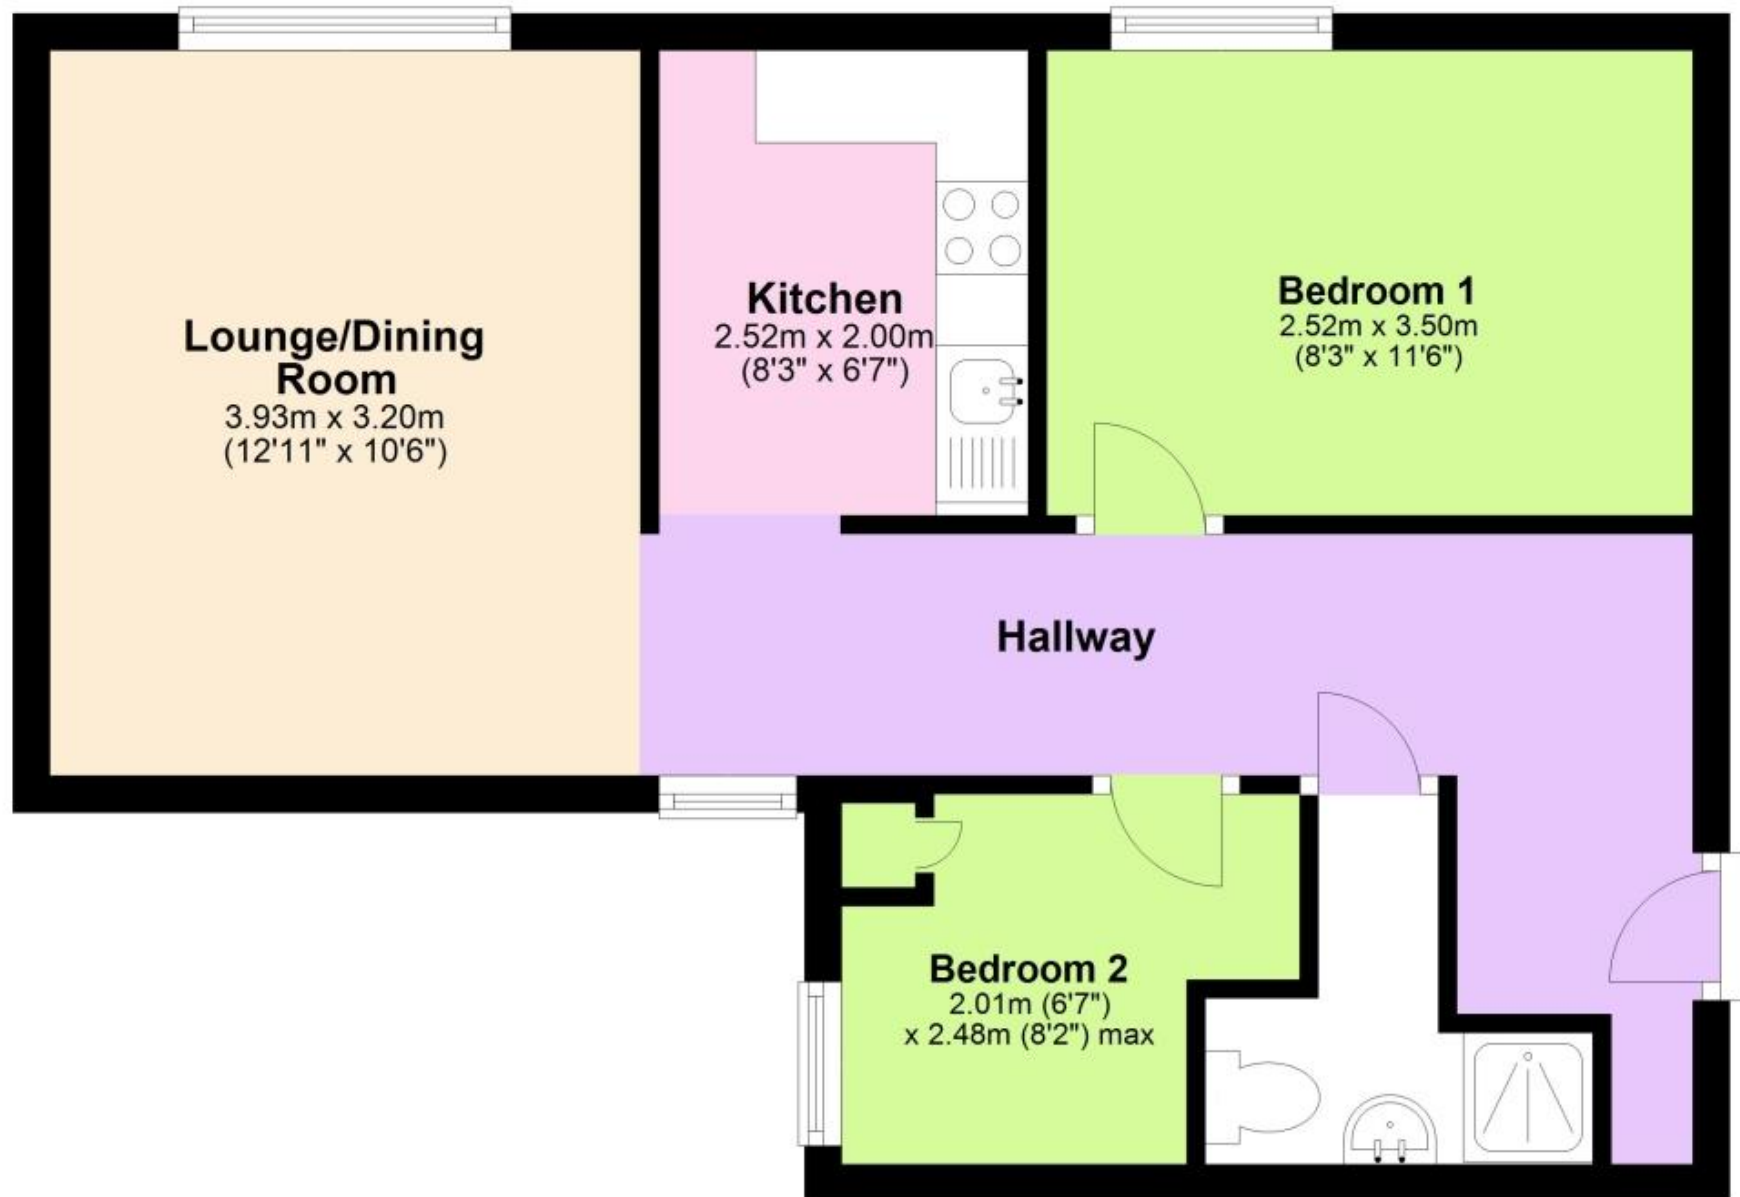 Lounge/Dining
Room
3.93m x 3.20m
(12'11" x 10'6")
Kitchen
2.52m x 2.00m
(8'3" x 6'7")
Bedroom 1
2.52m x 3.50m
(8'3" x 11'6")
Hallway
Bedroom 2
2.01m (6'7")
x 2.48m (8'2") max